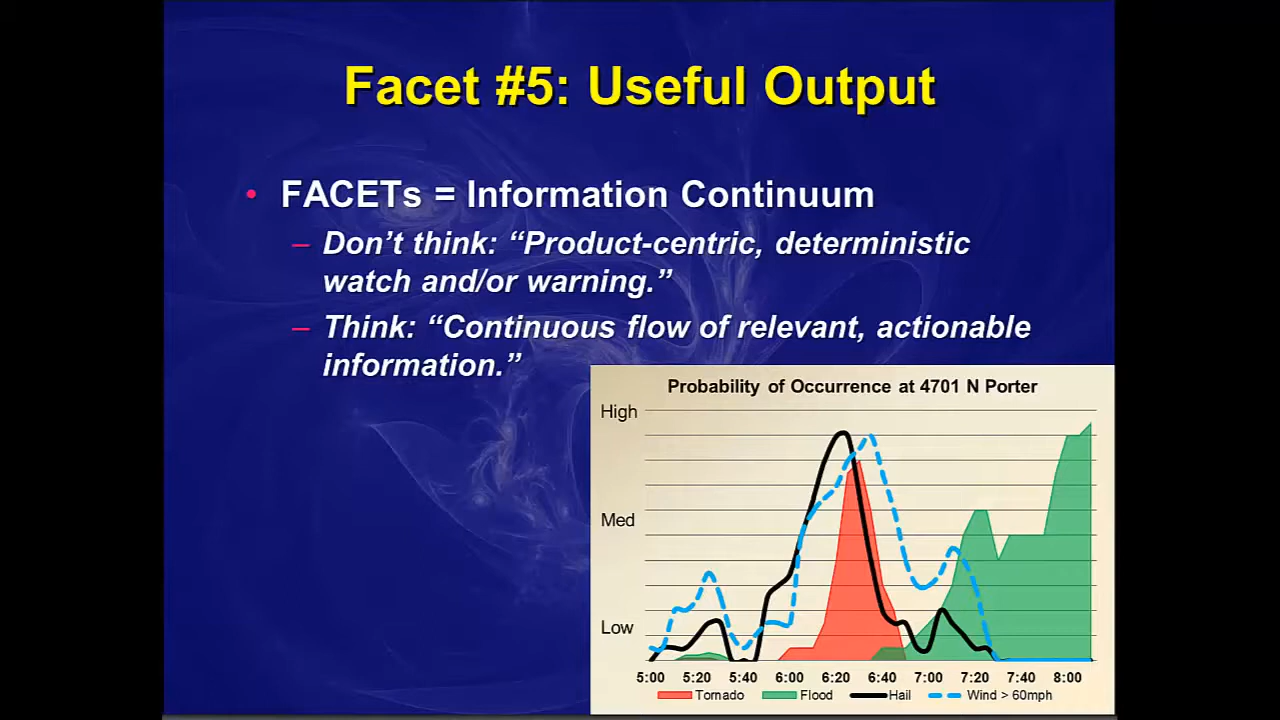 Facet #5: Useful Output
• FACETs = Information Continuum
– Don’t think: “Product-centric, deterministic
watch and/or warning.”
– Think: “Continuous flow of relevant, actionable
information.”
Probability of Occurrence at 4701 N Porter
High
Med
Low
5:00 5:20 5:40 6:00 6:20 6:40 7:00 7:20 7:40 8:00
Tornado Flood Hail Wind > 60mph